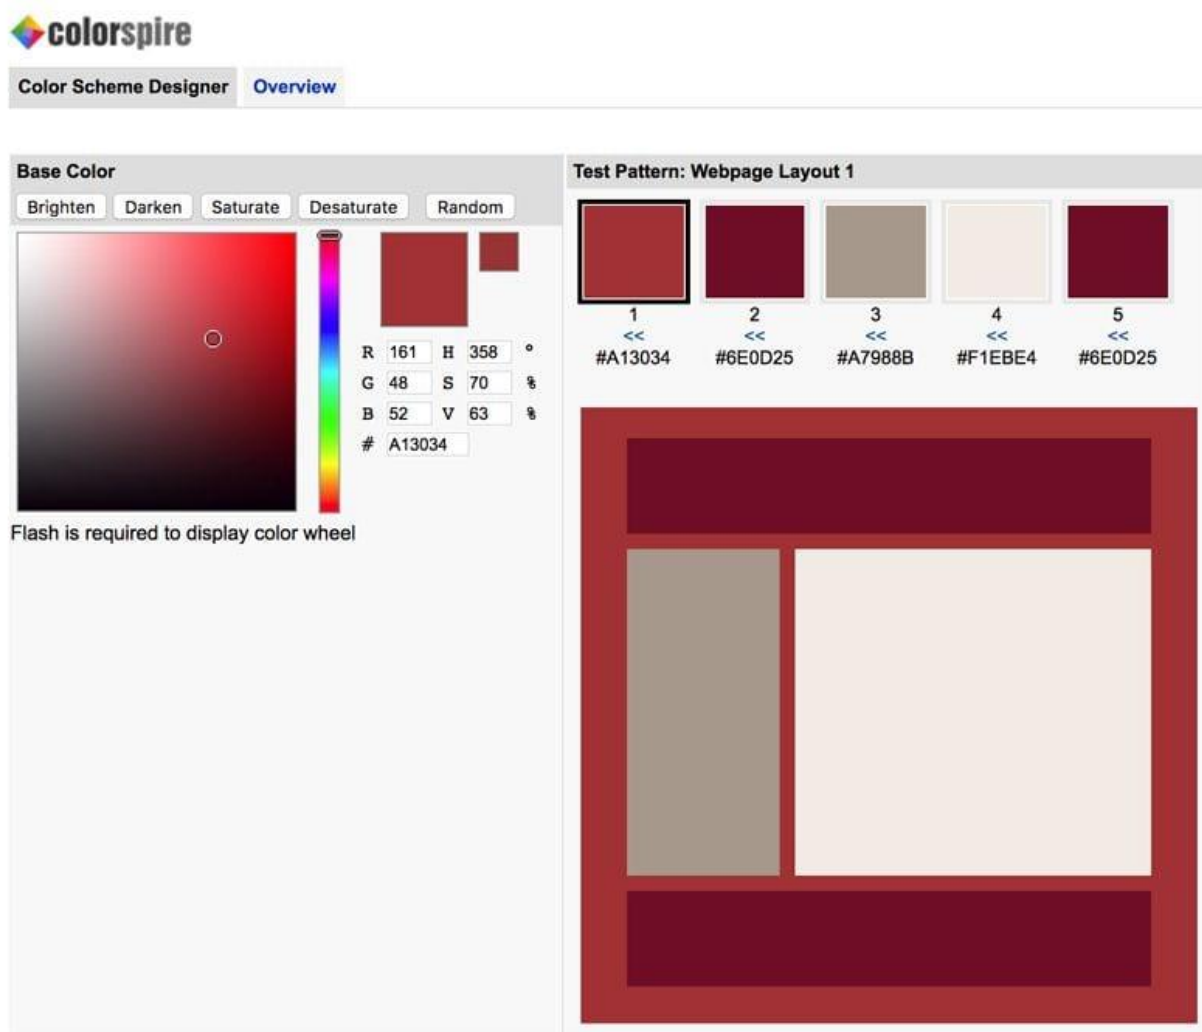 colorspire
Color Scheme Designer Overview
Base Color
Brighten Darken Saturate Desaturate Random
R 161 H 358 °
G 48 S 70 %
B 52 V 63 %
# A13034
Flash is required to display color wheel
Test Pattern: Webpage Layout 1
1 2 3 4 5
<< << << << <<
#A13034 #6E0D25 #A7988B #F1EBE4 #6E0D25